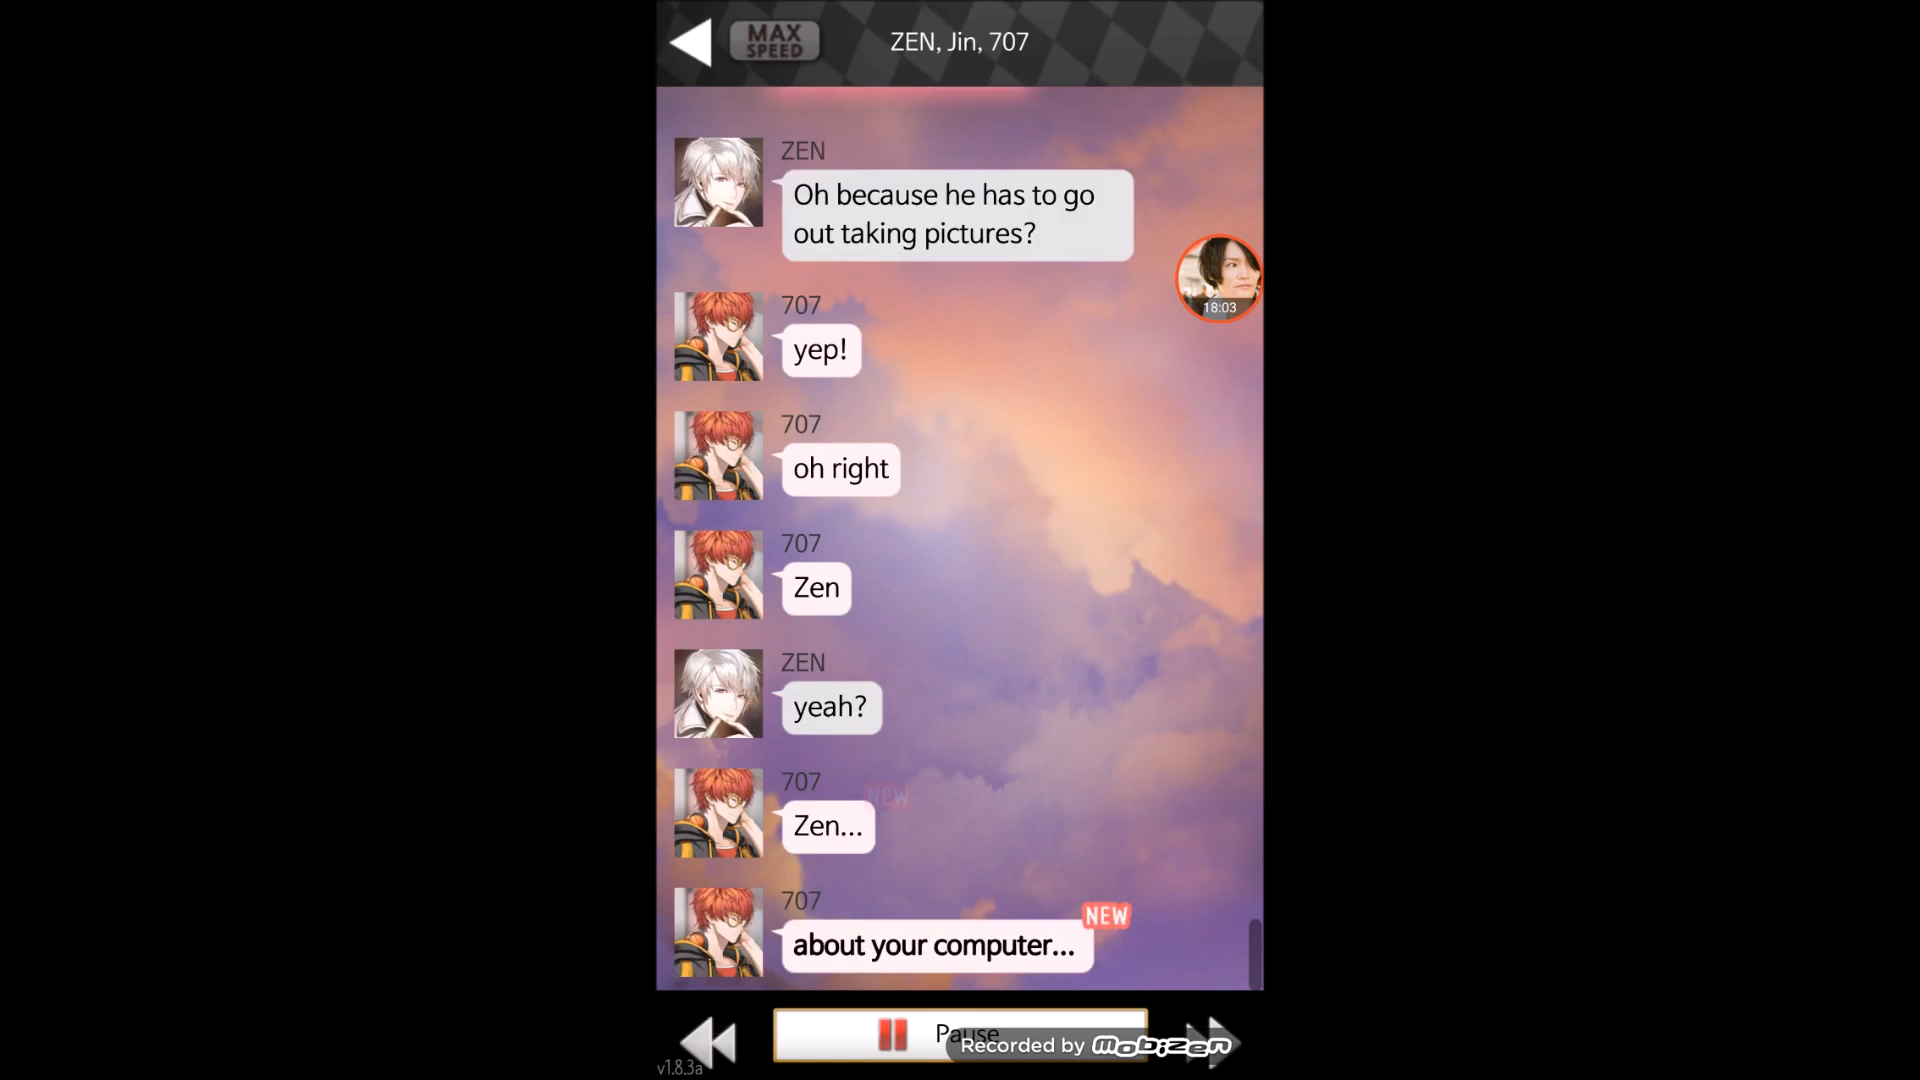 MAX
SPEED
ZEN, Jin, 707
ZEN
Oh because he has to go
out taking pictures?
18:03
707
yep!
707
oh right
707
Zen
ZEN
yeah?
707
NEW
Zen...
707
NEW
about your computer...
Pause
Recorded by Mobizen
v1.8.3a